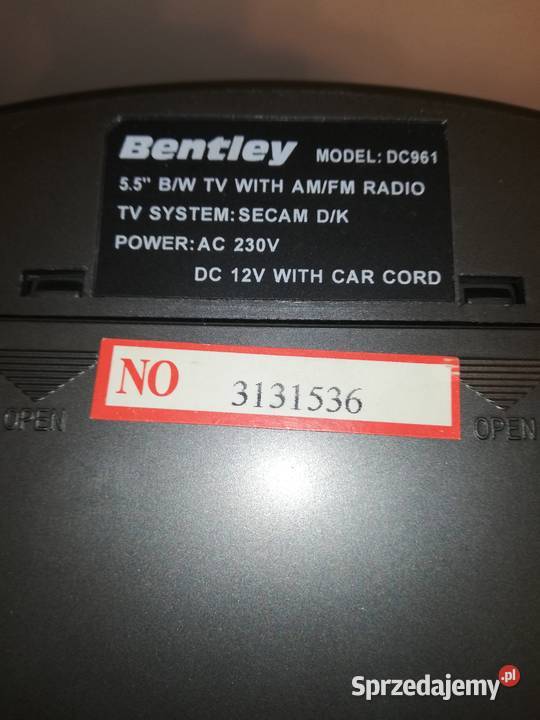 Bentley MODEL: DC961
5.5" B/W TV WITH AM/FM RADIO
TV SYSTEM: SECAM D/K
POWER: AC 230V
DC 12V WITH CAR CORD
NO 3131536
OPEN OPEN
Sprzedajemy.pl